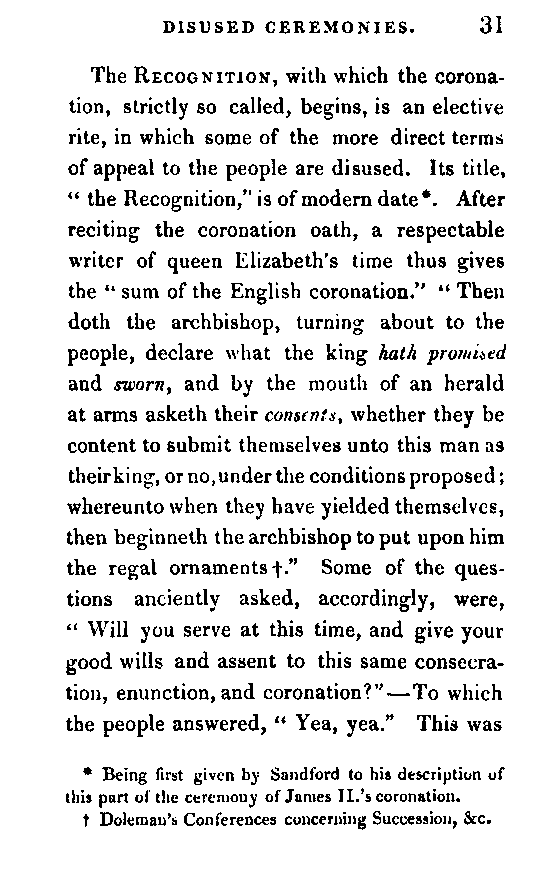 DISUSED CEREMONIES. 31
The RECOGNITION, with which the corona-
tion, strictly so called, begins, is an elective
rite, in which some of the more direct terms
of appeal to the people are disused. Its title,
“ the Recognition,” is of modern date*. After
reciting the coronation oath, a respectable
writer of queen Elizabeth's time thus gives
the “ sum of the English coronation.” “ Then
doth the archbishop, turning about to the
people, declare what the king hath promised
and sworn, and by the mouth of an herald
at arms asketh their consents, whether they be
content to submit themselves unto this man as
their king, or no, under the conditions proposed ;
whereunto when they have yielded themselves,
then beginneth the archbishop to put upon him
the regal ornaments †.” Some of the ques-
tions anciently asked, accordingly, were,
“ Will you serve at this time, and give your
good wills and assent to this same consecra-
tion, enunction, and coronation?”—To which
the people answered, “ Yea, yea.” This was
* Being first given by Sandford to his description of
this part of the ceremony of James II.'s coronation.
† Doleman's Conferences concerning Succession, &c.